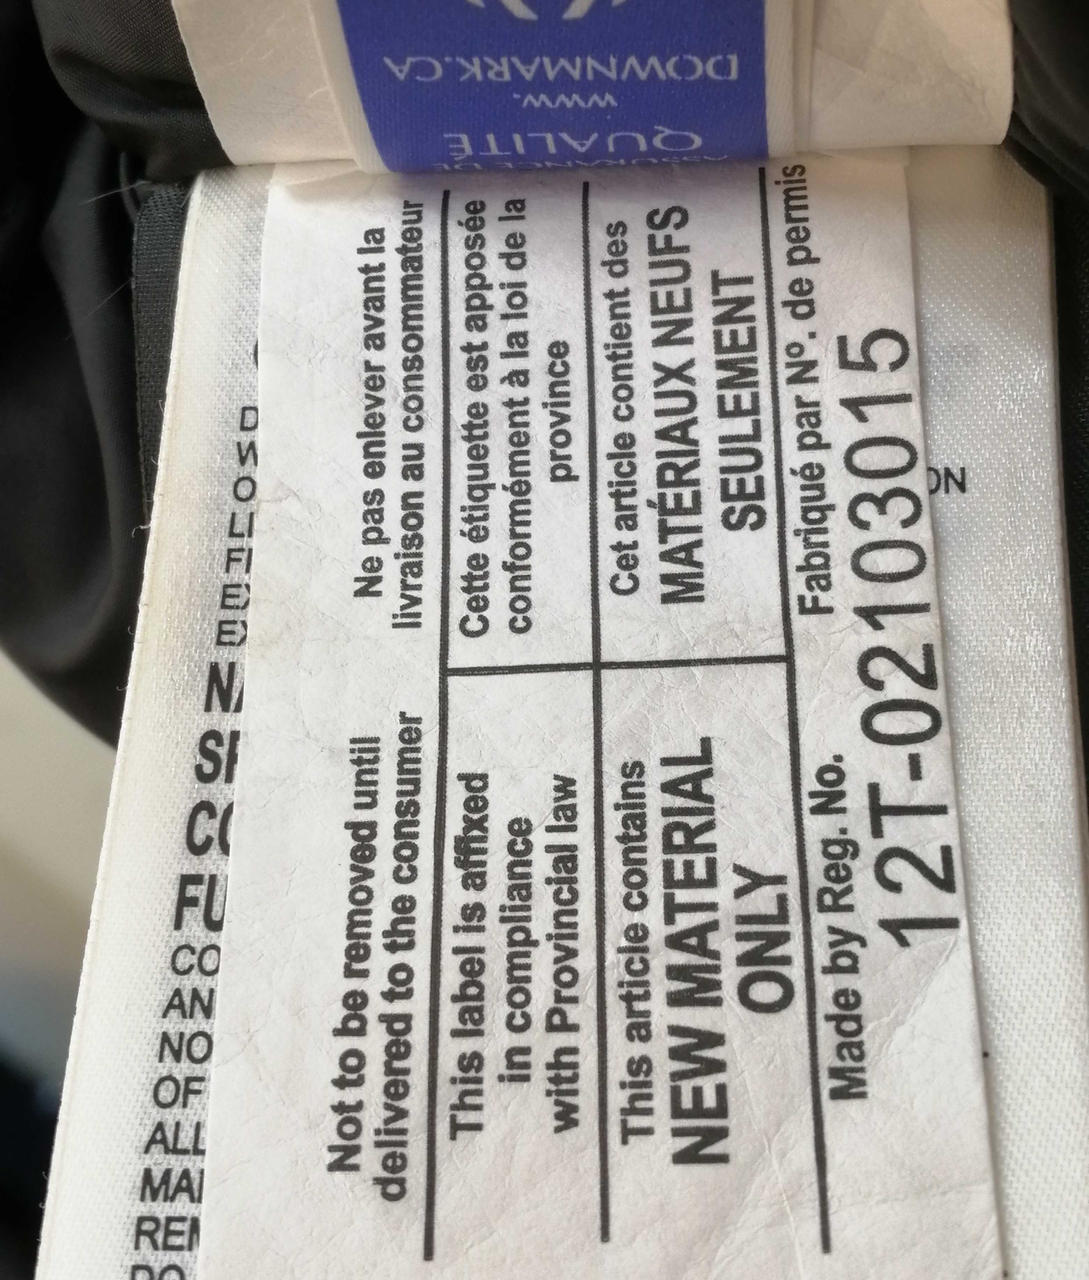 QUALITÉ
WWW.
DOWNMARK.CA
Not to be removed until
delivered to the consumer
Ne pas enlever avant la
livraison au consommateur
This label is affixed
in compliance
with Provincial law
Cette étiquette est apposée
conformément à la loi de la
province
This article contains
NEW MATERIAL
ONLY
Cet article contient des
MATÉRIAUX NEUFS
SEULEMENT
Made by Reg. No.
Fabriqué par Nº. de permis
12T-02103015